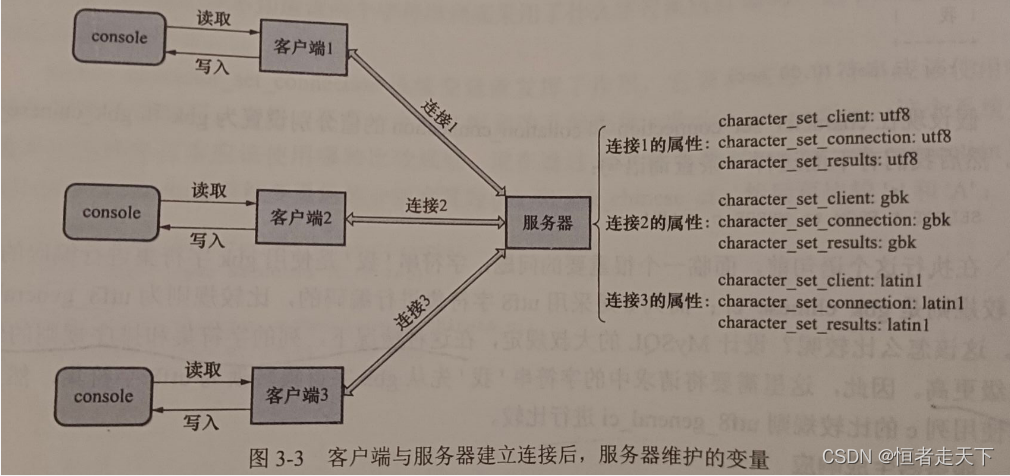 console
读取
写入
客户端1
连接1
console
读取
写入
客户端2
连接2
服务器
console
读取
写入
客户端3
连接3
连接1的属性:
character_set_client: utf8
character_set_connection: utf8
character_set_results: utf8
连接2的属性:
character_set_client: gbk
character_set_connection: gbk
character_set_results: gbk
连接3的属性:
character_set_client: latin1
character_set_connection: latin1
character_set_results: latin1
图 3-3 客户端与服务器建立连接后，服务器维护的变量
CSDN @恒者走天下